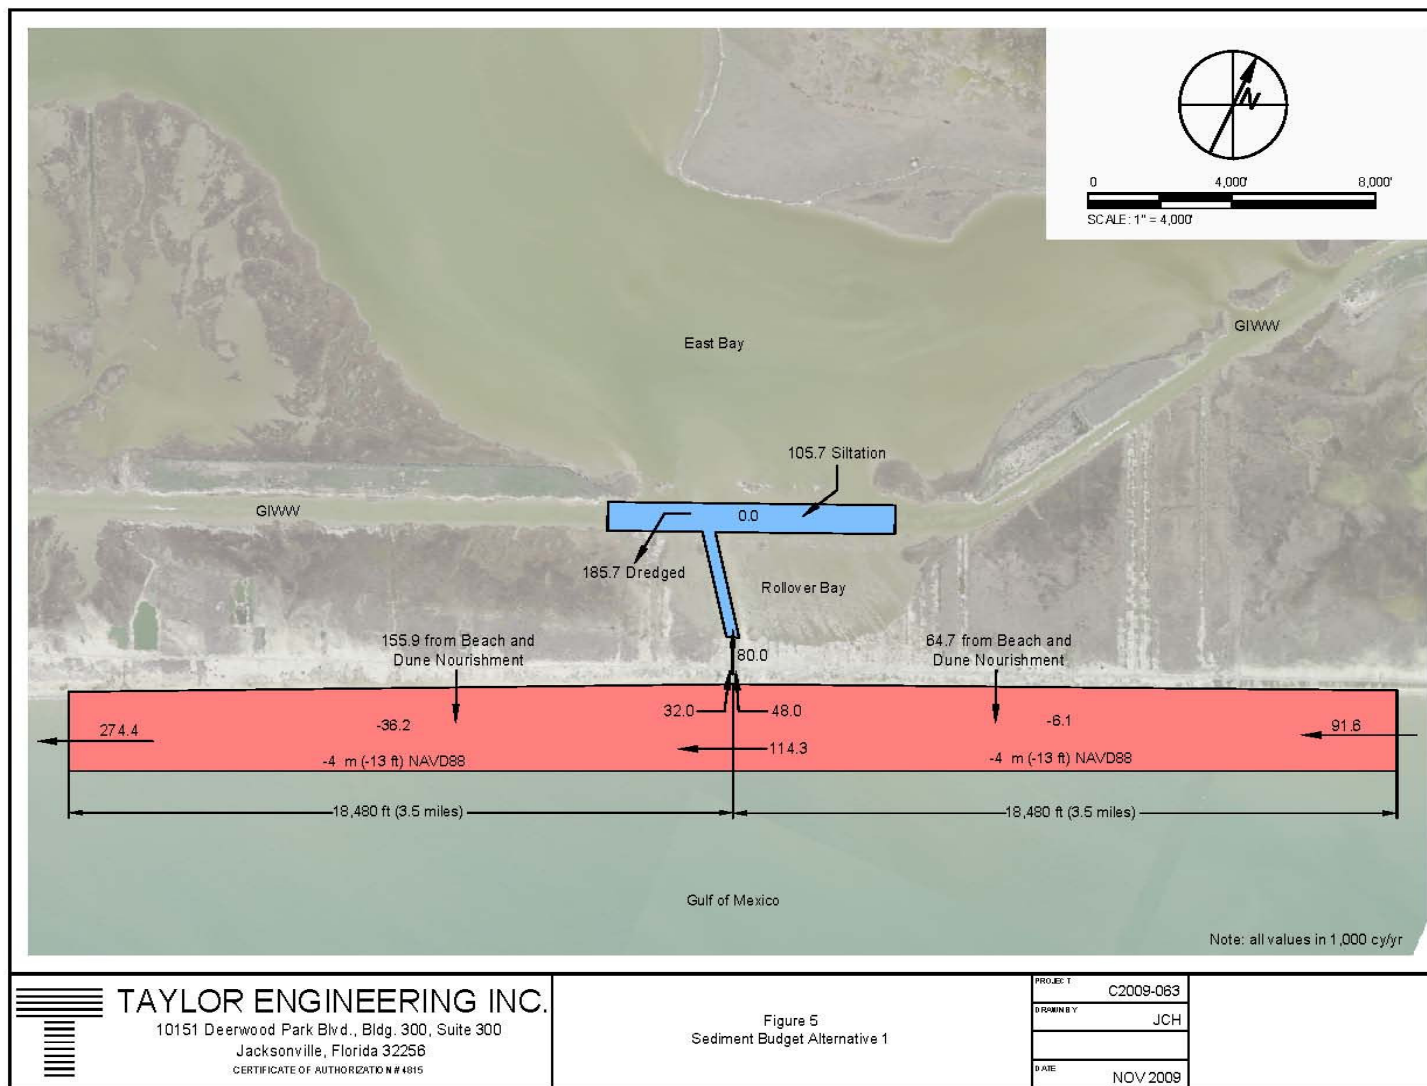 N
0 4,000' 8,000'
SCALE: 1" = 4,000'
GIWW
East Bay
105.7 Siltation
GIWW
0.0
185.7 Dredged
Rollover Bay
155.9 from Beach and
Dune Nourishment
80.0
64.7 from Beach and
Dune Nourishment
32.0
48.0
-36.2
-6.1
274.4
91.6
114.3
-4 m (-13 ft) NAVD88
-4 m (-13 ft) NAVD88
18,480 ft (3.5 miles)
18,480 ft (3.5 miles)
Gulf of Mexico
Note: all values in 1,000 cy/yr
TAYLOR ENGINEERING INC.
10151 Deerwood Park Blvd., Bldg. 300, Suite 300
Jacksonville, Florida 32256
CERTIFICATE OF AUTHORIZATION # 4815
Figure 5
Sediment Budget Alternative 1
PROJECT
C2009-063
DRAWN BY
JCH
DATE
NOV 2009